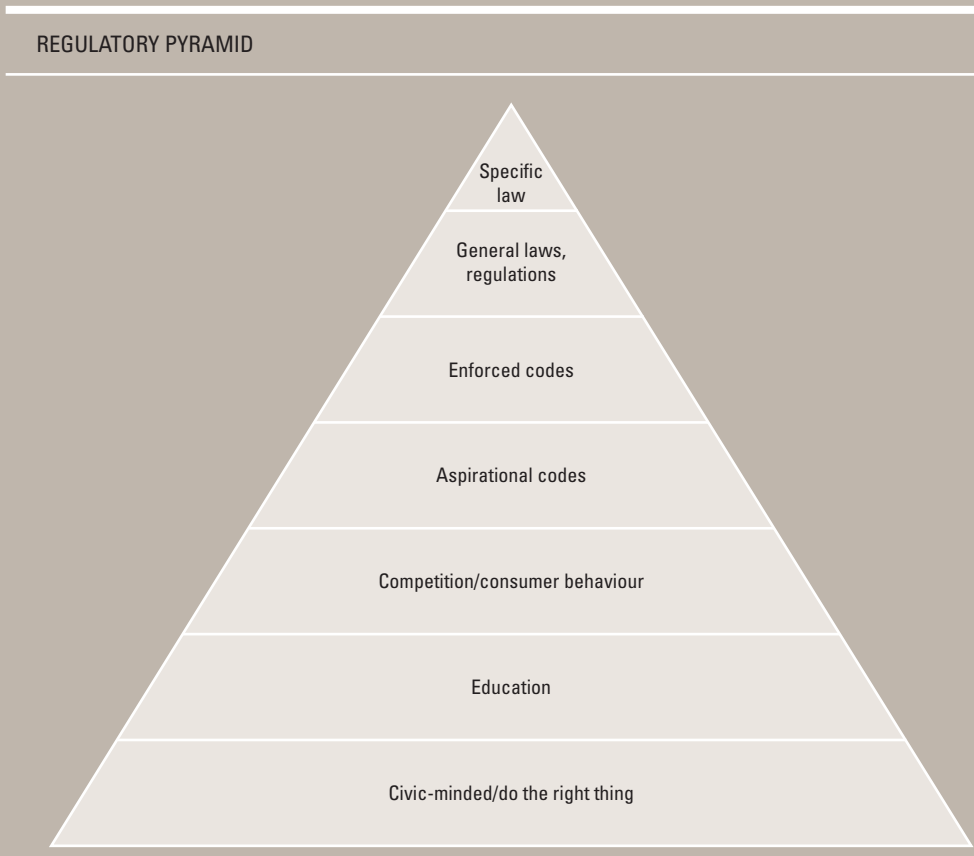 REGULATORY PYRAMID
Specific
law
General laws,
regulations
Enforced codes
Aspirational codes
Competition/consumer behaviour
Education
Civic-minded/do the right thing